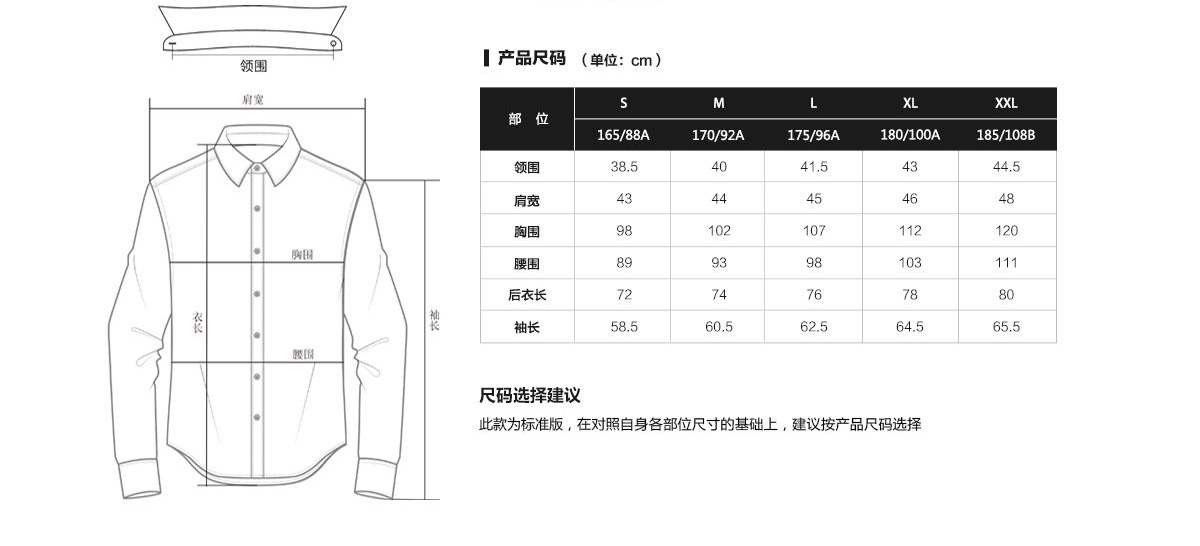 领围
肩宽
胸围
衣长
袖长
腰围
产品尺码 （单位：cm）
部 位 S M L XL XXL
165/88A 170/92A 175/96A 180/100A 185/108B
领围 38.5 40 41.5 43 44.5
肩宽 43 44 45 46 48
胸围 98 102 107 112 120
腰围 89 93 98 103 111
后衣长 72 74 76 78 80
袖长 58.5 60.5 62.5 64.5 65.5
尺码选择建议
此款为标准版，在对照自身各部位尺寸的基础上，建议按产品尺码选择